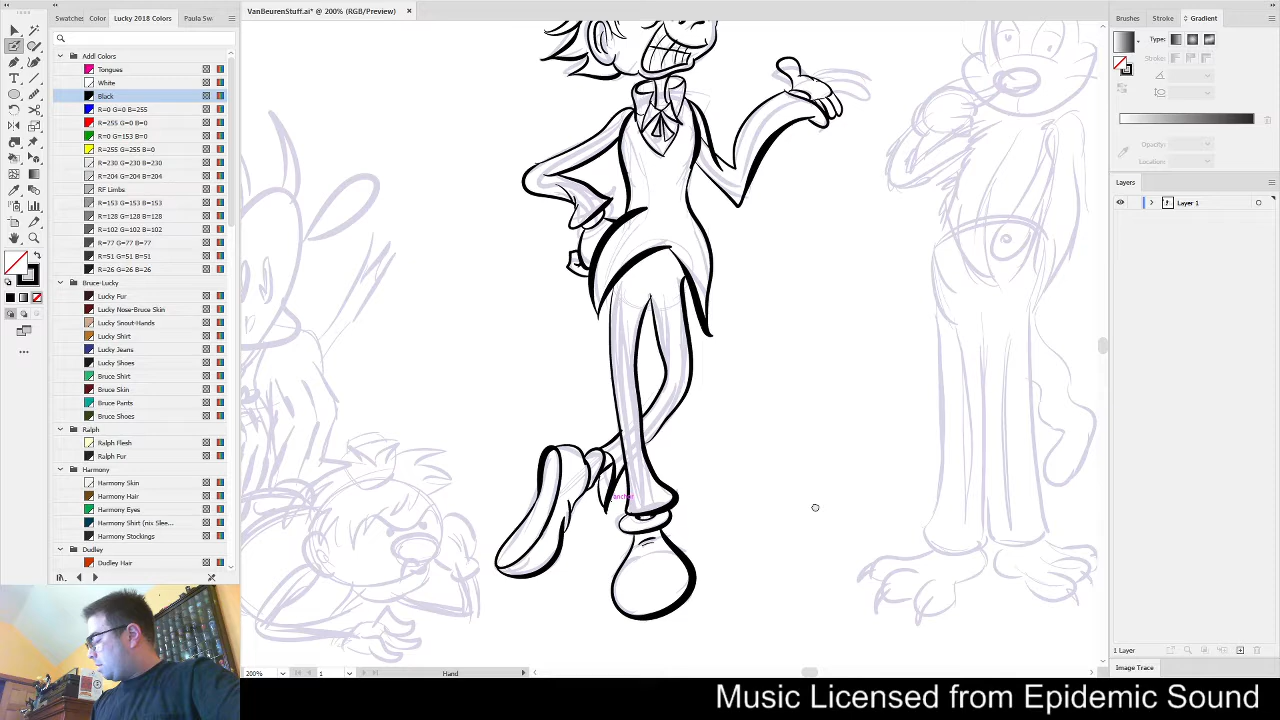 Swatches Color Lucky 2018 Colors Paula Sw
VanBeurenStuff.ai* @ 200% (RGB/Preview)
Brushes Stroke Gradient
Type:
Stroke:
Opacity:
Location:
Layers
Layer 1
Addl Colors
Tongues
White
Black
R=0 G=0 B=255
R=255 G=0 B=0
R=0 G=153 B=0
R=255 G=255 B=0
R=230 G=230 B=230
R=204 G=204 B=204
RF Limbs
R=153 G=153 B=153
R=128 G=128 B=128
R=102 G=102 B=102
R=77 G=77 B=77
R=51 G=51 B=51
R=26 G=26 B=26
Bruce-Lucky
Lucky Fur
Lucky Nose-Bruce Skin
Lucky Snout-Hands
Lucky Shirt
Lucky Jeans
Lucky Shoes
Bruce Shirt
Bruce Skin
Bruce Pants
Bruce Shoes
Ralph
Ralph Flesh
Ralph Fur
Harmony
Harmony Skin
Harmony Hair
Harmony Eyes
Harmony Shirt (nix Slee...
Harmony Stockings
Dudley
Dudley Hair
anchor
200% 1 Hand
1 Layer
Image Trace
Music Licensed from Epidemic Sound